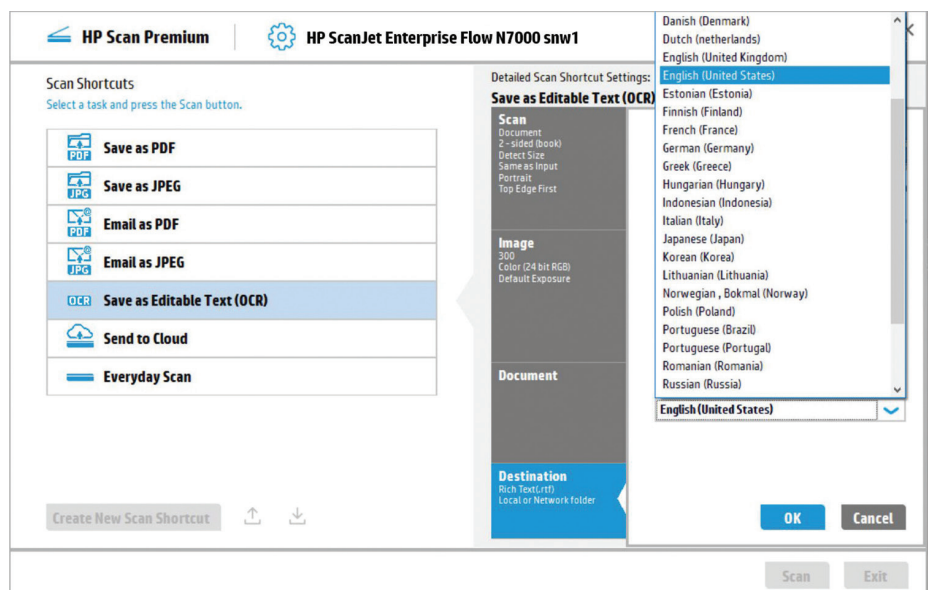 HP Scan Premium
HP ScanJet Enterprise Flow N7000 snw1
Scan Shortcuts
Select a task and press the Scan button.
PDF
Save as PDF
JPG
Save as JPEG
PDF
Email as PDF
JPG
Email as JPEG
OCR
Save as Editable Text (OCR)
Send to Cloud
Everyday Scan
Create New Scan Shortcut
Detailed Scan Shortcut Settings:
Save as Editable Text (OCR)
Scan
Document
2-sided (book)
Detect Size
Same as Input
Portrait
Top Edge First
Image
300
Color (24 bit RGB)
Default Exposure
Document
Destination
Rich Text(.rtf)
Local or Network folder
Danish (Denmark)
Dutch (netherlands)
English (United Kingdom)
English (United States)
Estonian (Estonia)
Finnish (Finland)
French (France)
German (Germany)
Greek (Greece)
Hungarian (Hungary)
Indonesian (Indonesia)
Italian (Italy)
Japanese (Japan)
Korean (Korea)
Lithuanian (Lithuania)
Norwegian , Bokmal (Norway)
Polish (Poland)
Portuguese (Brazil)
Portuguese (Portugal)
Romanian (Romania)
Russian (Russia)
English (United States)
OK
Cancel
Scan
Exit